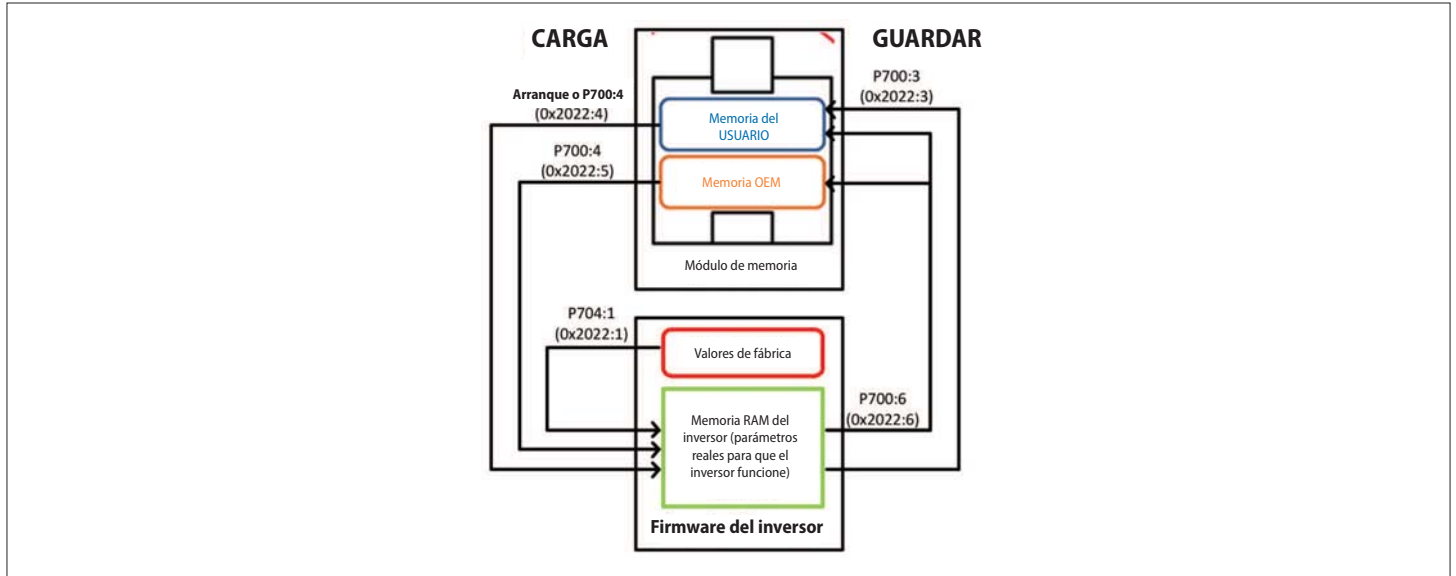 CARGA
GUARDAR
P700:3
(0x2022:3)
Arranque o P700:4
(0x2022:4)
Memoria del
USUARIO
P700:4
(0x2022:5)
Memoria OEM
Módulo de memoria
P704:1
(0x2022:1)
Valores de fábrica
P700:6
(0x2022:6)
Memoria RAM del
inversor (parámetros
reales para que el
inversor funcione)
Firmware del inversor